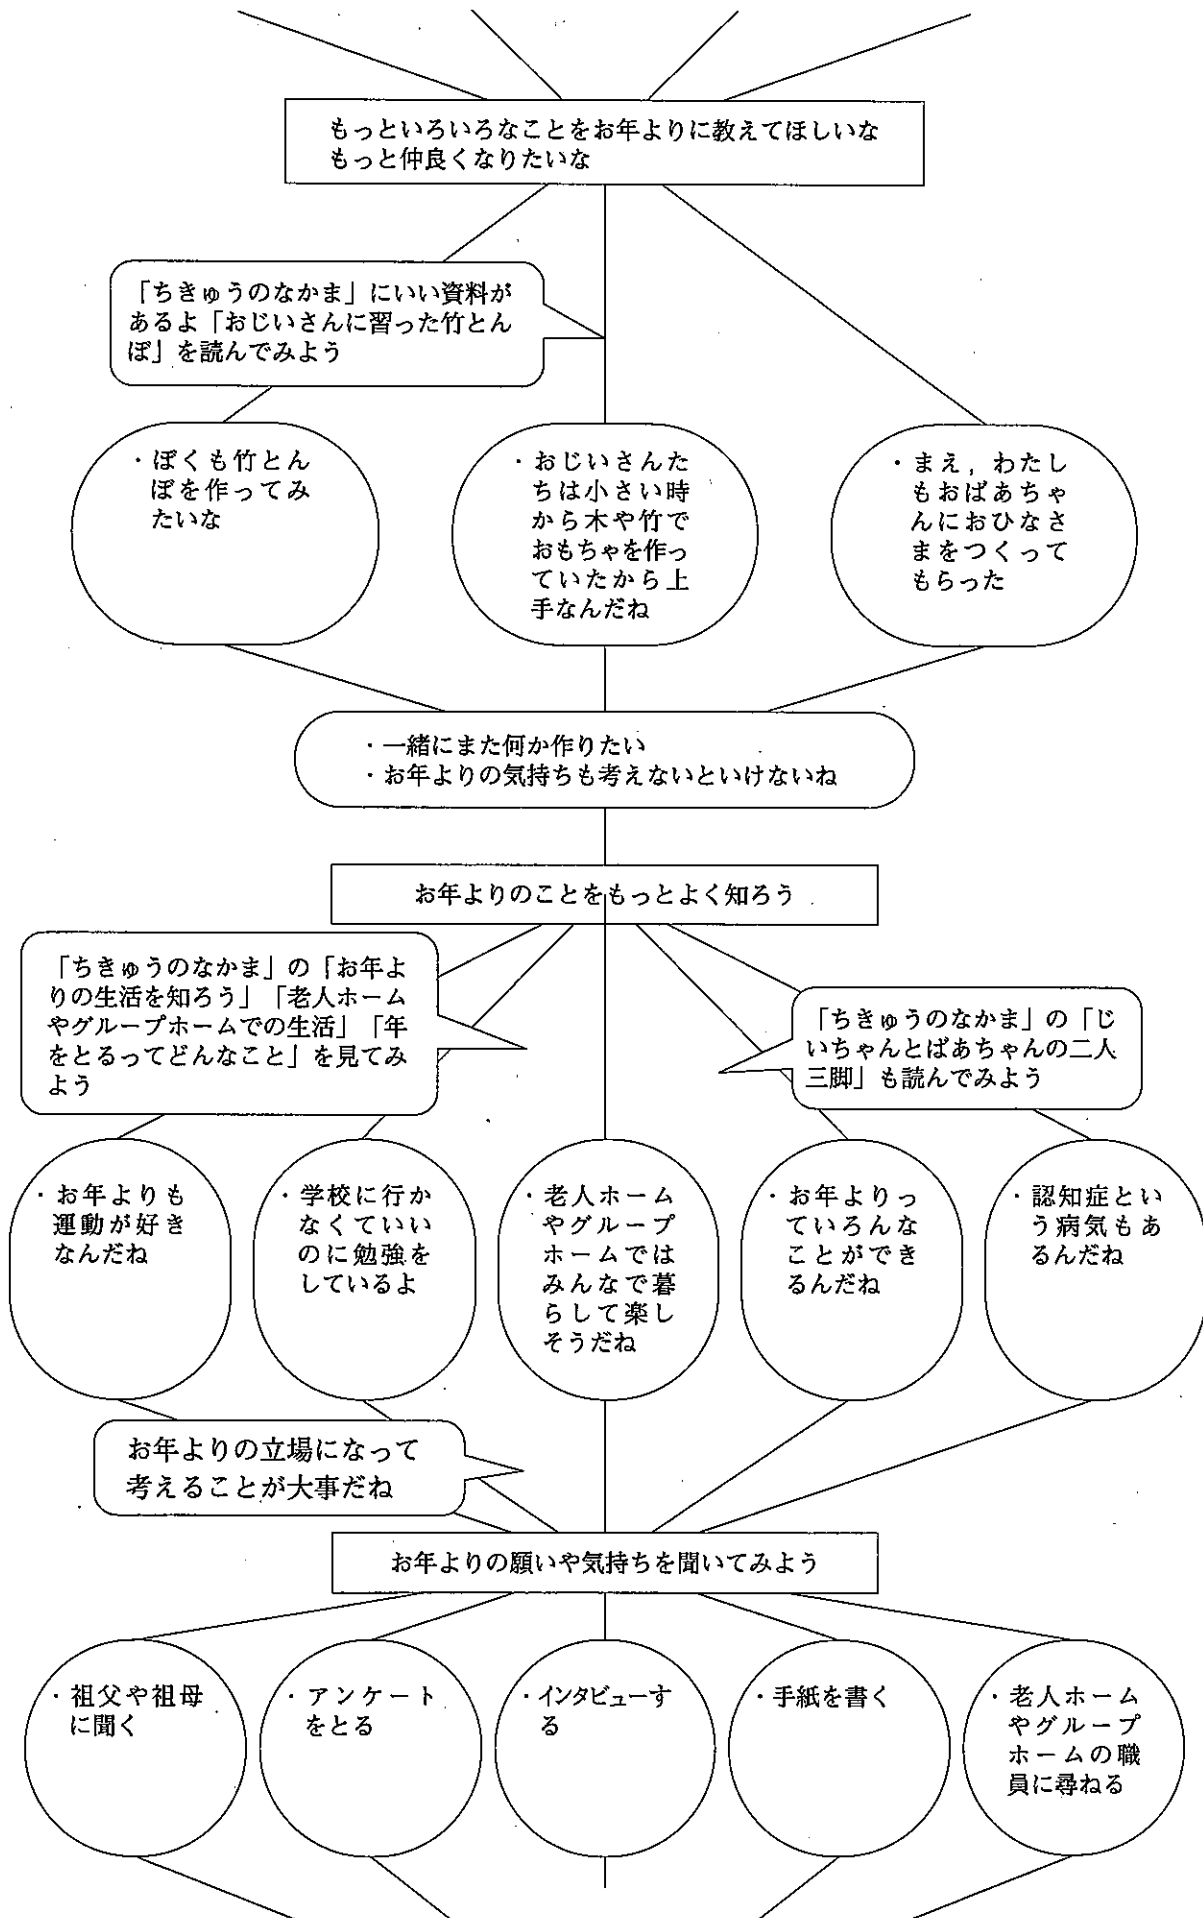 もっといろいろなことをお年よりに教えてほしいな
もっと仲良くなりたいな
「ちきゅうのなかま」にいい資料が
あるよ「おじいさんに習った竹とん
ぼ」を読んでみよう
・ぼくも竹とん
ぼを作ってみ
たいな
・おじいさんた
ちは小さい時
から木や竹で
おもちゃを作っ
ていたから上
手なんだね
・まえ，わたし
もおばあちゃ
んにおひなさ
まをつくって
もらった
・一緒にまた何か作りたい
・お年よりの気持ちも考えないといけないね
お年よりのことをもっとよく知ろう
「ちきゅうのなかま」の「お年よ
りの生活を知ろう」「老人ホーム
やグループホームでの生活」「年
をとるってどんなこと」を見てみ
よう
「ちきゅうのなかま」の「じ
いちゃんとばあちゃんの二人
三脚」も読んでみよう
・お年よりも
運動が好き
なんだね
・学校に行か
なくていい
のに勉強を
しているよ
・老人ホーム
やグループ
ホームでは
みんなで暮
らして楽し
そうだね
・お年よりっ
ていろんな
ことができ
るんだね
・認知症とい
う病気もあ
るんだね
お年よりの立場になって
考えることが大事だね
お年よりの願いや気持ちを聞いてみよう
・祖父や祖母
に聞く
・アンケート
をとる
・インタビューす
る
・手紙を書く
・老人ホーム
やグループ
ホームの職
員に尋ねる